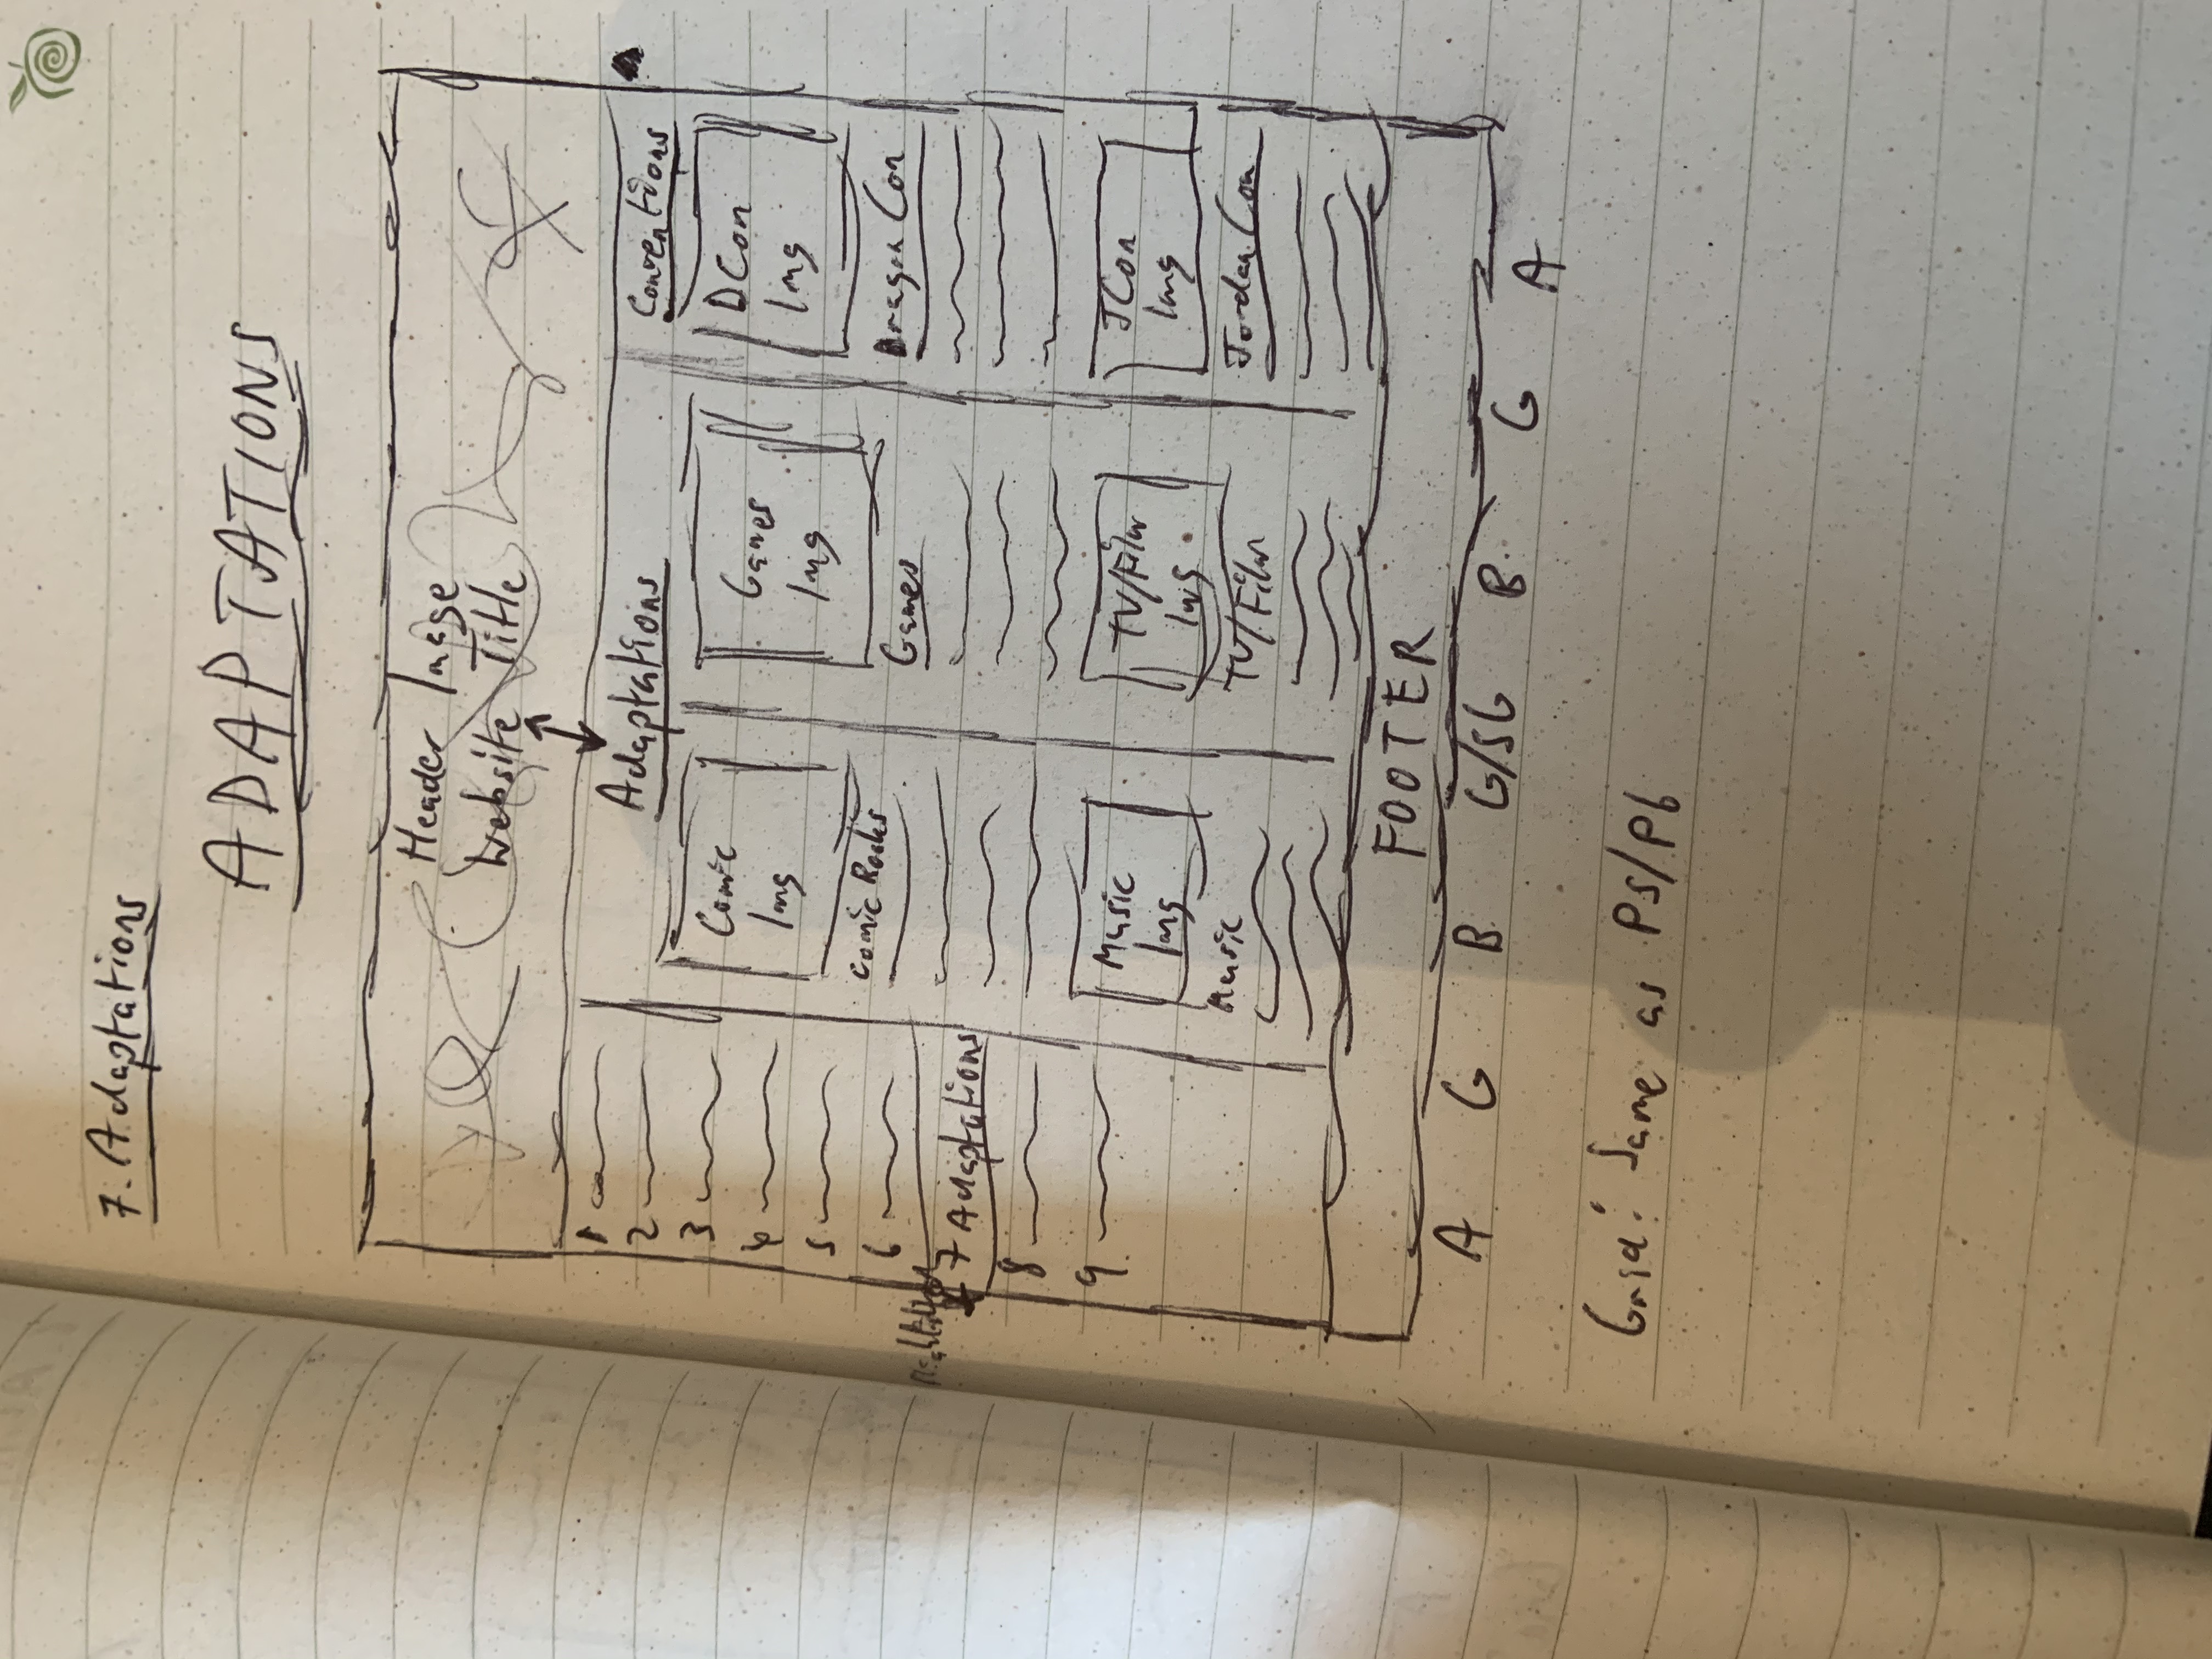 7. Adaptations
ADAPTATIONS
Header Image
Website Title
1
2
3
4
5
6
7 Adaptations
8
9.
Adaptations
Comic
Img
Comic Books
Games
Img
Games
Music
Img
Music
TV/Film
Img
TV/Film
Conventions
DCon
Img
Dragon Con
JCon
Img
Jordan Con
FOOTER
A G B G/SG B G A
Grid: Same as P5/P6